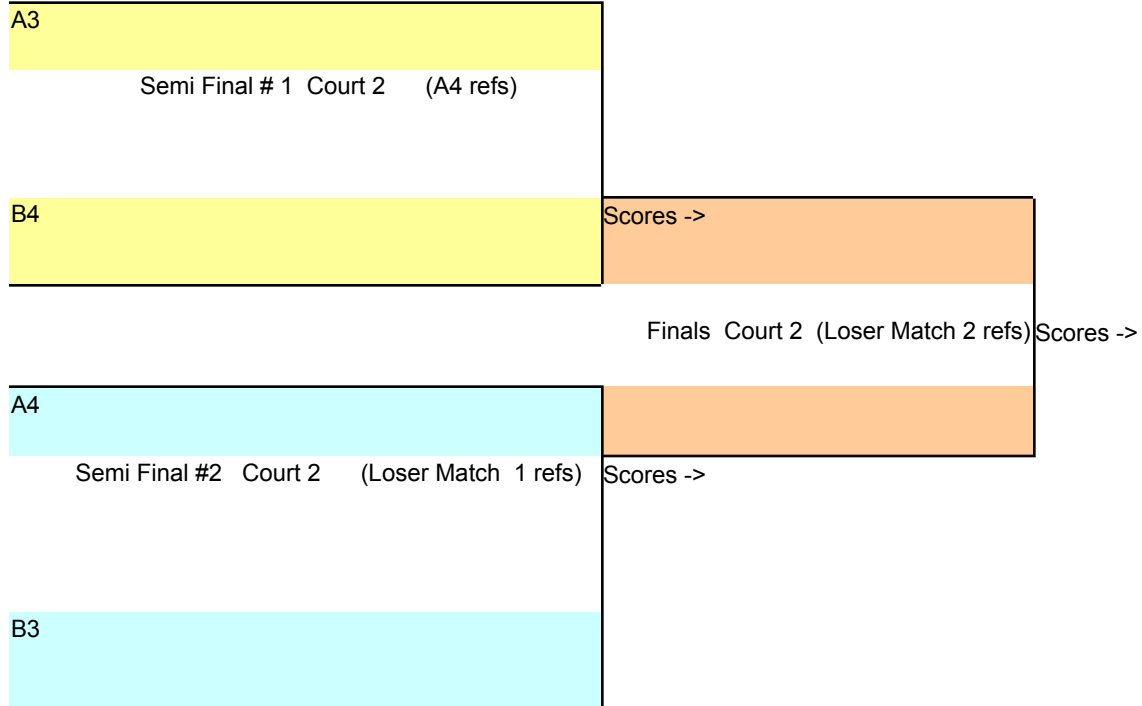 A3
Semi Final # 1 Court 2 (A4 refs)
B4
Scores ->
Finals Court 2 (Loser Match 2 refs)
Scores ->
A4
Semi Final #2 Court 2 (Loser Match 1 refs)
Scores ->
B3